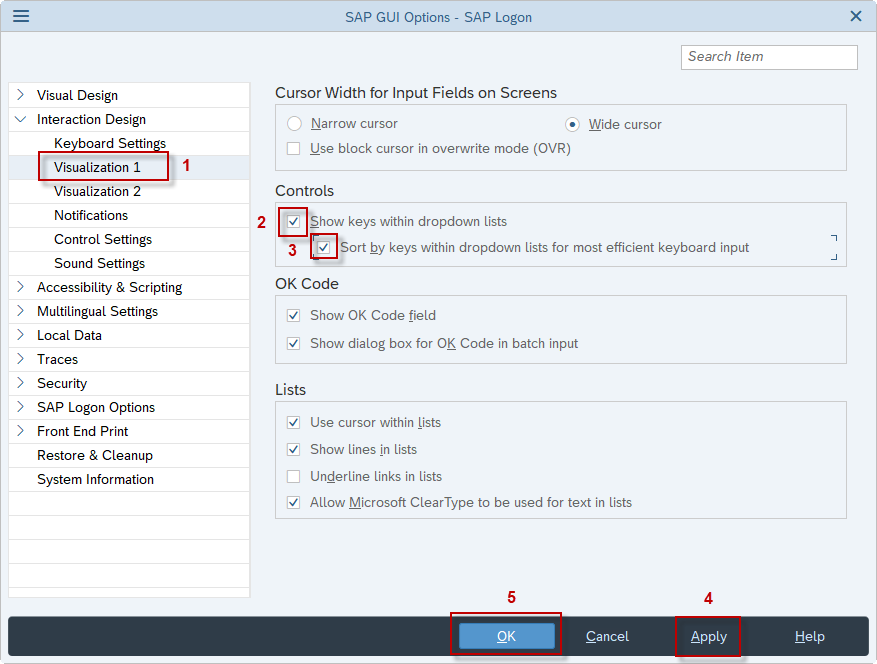 SAP GUI Options - SAP Logon
Search Item
Visual Design
Interaction Design
Keyboard Settings
Visualization 1
1
Visualization 2
Notifications
Control Settings
Sound Settings
Accessibility & Scripting
Multilingual Settings
Local Data
Traces
Security
SAP Logon Options
Front End Print
Restore & Cleanup
System Information
Cursor Width for Input Fields on Screens
Narrow cursor
Wide cursor
Use block cursor in overwrite mode (OVR)
Controls
2
Show keys within dropdown lists
3
Sort by keys within dropdown lists for most efficient keyboard input
OK Code
Show OK Code field
Show dialog box for OK Code in batch input
Lists
Use cursor within lists
Show lines in lists
Underline links in lists
Allow Microsoft ClearType to be used for text in lists
5
4
OK
Cancel
Apply
Help